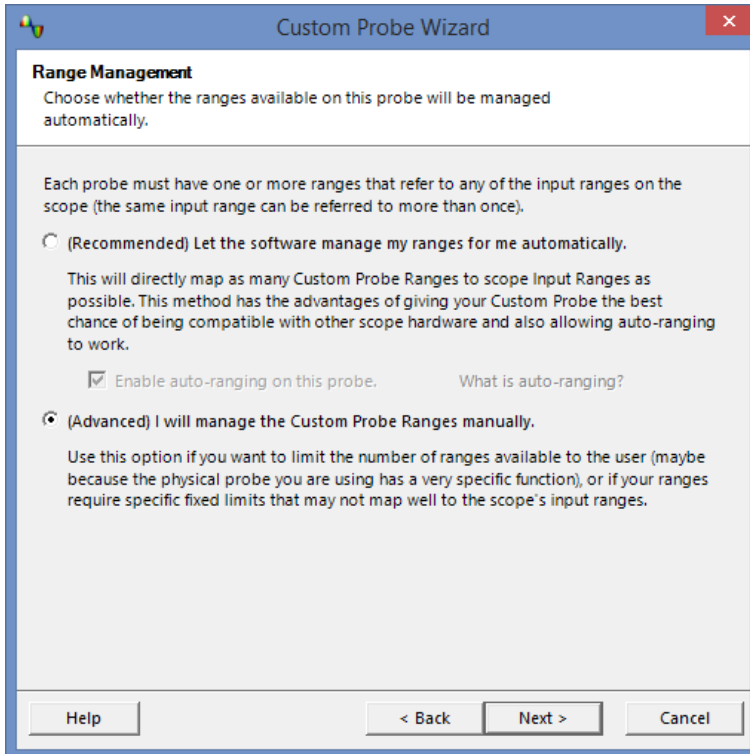 Custom Probe Wizard
Range Management
Choose whether the ranges available on this probe will be managed
automatically.
Each probe must have one or more ranges that refer to any of the input ranges on the
scope (the same input range can be referred to more than once).
(Recommended) Let the software manage my ranges for me automatically.
This will directly map as many Custom Probe Ranges to scope Input Ranges as
possible. This method has the advantages of giving your Custom Probe the best
chance of being compatible with other scope hardware and also allowing auto-ranging
to work.
Enable auto-ranging on this probe. What is auto-ranging?
(Advanced) I will manage the Custom Probe Ranges manually.
Use this option if you want to limit the number of ranges available to the user (maybe
because the physical probe you are using has a very specific function), or if your ranges
require specific fixed limits that may not map well to the scope's input ranges.
Help < Back Next > Cancel